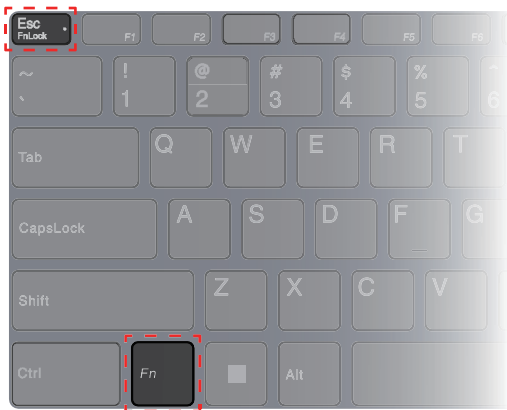 Esc
FnLock
F1
F2
F3
F4
F5
F6
~
`
!
1
@
2
#
3
$
4
%
5
^
6
Tab
Q
W
E
R
T
CapsLock
A
S
D
F
G
Shift
Z
X
C
V
Ctrl
Fn
Alt